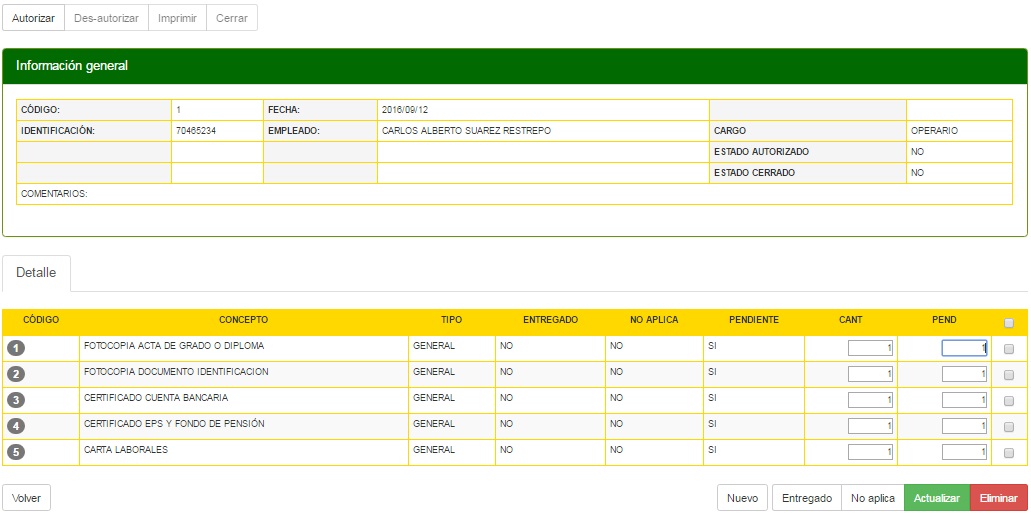 Autorizar Des-autorizar Imprimir Cerrar
Información general
CÓDIGO: 1 FECHA: 2016/09/12
IDENTIFICACIÓN: 70465234 EMPLEADO: CARLOS ALBERTO SUAREZ RESTREPO CARGO OPERARIO
ESTADO AUTORIZADO NO
ESTADO CERRADO NO
COMENTARIOS:
Detalle
CÓDIGO CONCEPTO TIPO ENTREGADO NO APLICA PENDIENTE CANT PEND
1 FOTOCOPIA ACTA DE GRADO O DIPLOMA GENERAL NO NO SI 1 1
2 FOTOCOPIA DOCUMENTO IDENTIFICACION GENERAL NO NO SI 1 1
3 CERTIFICADO CUENTA BANCARIA GENERAL NO NO SI 1 1
4 CERTIFICADO EPS Y FONDO DE PENSIÓN GENERAL NO NO SI 1 1
5 CARTA LABORALES GENERAL NO NO SI 1 1
Volver Nuevo Entregado No aplica Actualizar Eliminar